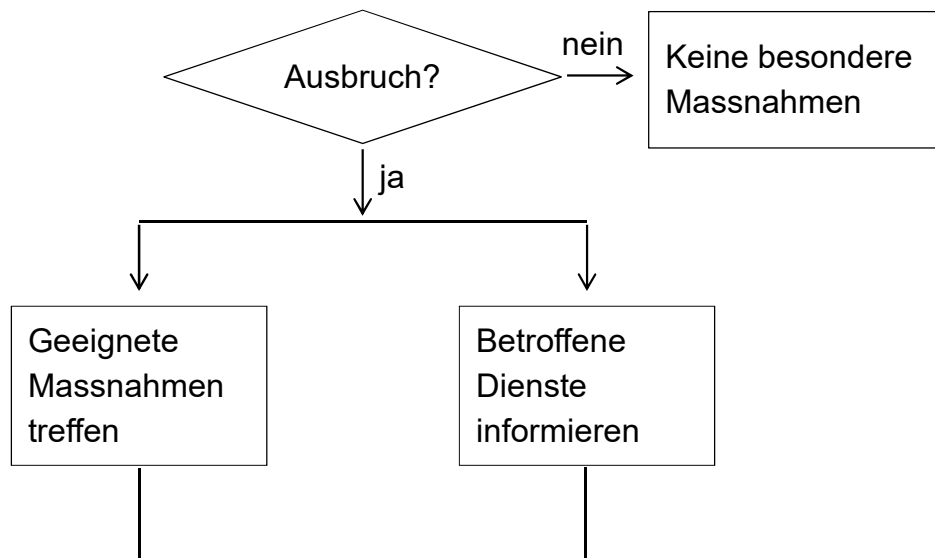 Ausbruch?
nein
Keine besondere
Massnahmen
ja
Geeignete
Massnahmen
treffen
Betroffene
Dienste
informieren